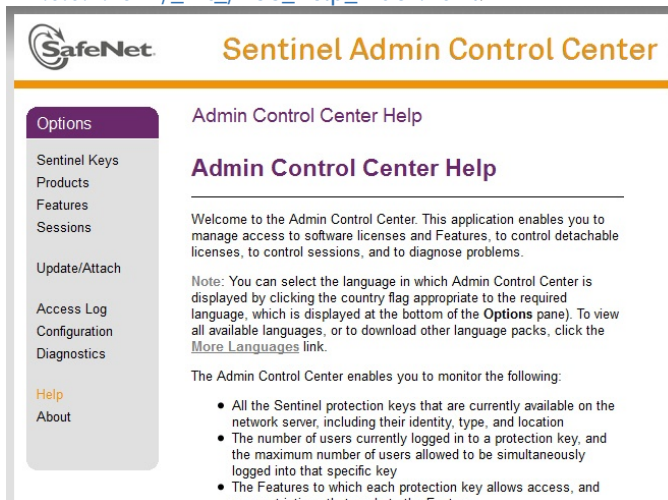 SafeNet.
Sentinel Admin Control Center
Options
Sentinel Keys
Products
Features
Sessions
Update/Attach
Access Log
Configuration
Diagnostics
Help
About
Admin Control Center Help
Admin Control Center Help
Welcome to the Admin Control Center. This application enables you to
manage access to software licenses and Features, to control detachable
licenses, to control sessions, and to diagnose problems.
Note: You can select the language in which Admin Control Center is
displayed by clicking the country flag appropriate to the required
language, which is displayed at the bottom of the Options pane). To view
all available languages, or to download other language packs, click the
More Languages link.
The Admin Control Center enables you to monitor the following:
• All the Sentinel protection keys that are currently available on the
network server, including their identity, type, and location
• The number of users currently logged in to a protection key, and
the maximum number of users allowed to be simultaneously
logged into that specific key
• The Features to which each protection key allows access, and